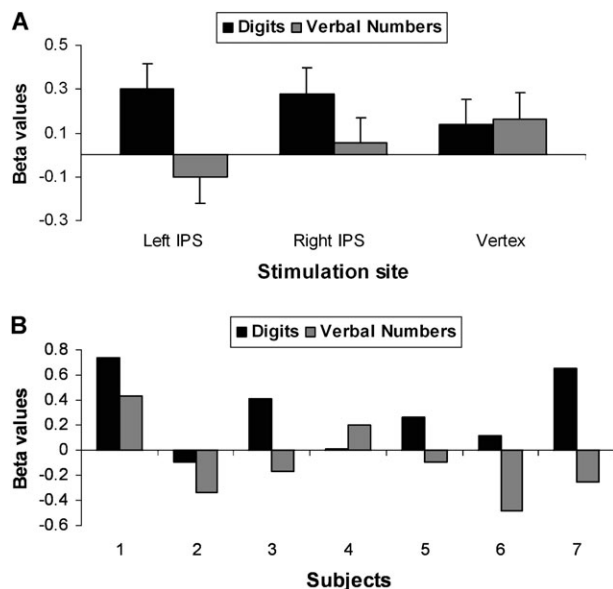 A
Digits Verbal Numbers
Beta values
0.5
0.3
0.1
-0.1
-0.3
Left IPS Right IPS Vertex
Stimulation site
B
Digits Verbal Numbers
Beta values
0.8
0.6
0.4
0.2
0
-0.2
-0.4
-0.6
1 2 3 4 5 6 7
Subjects